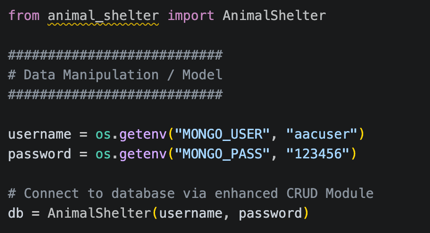 from animal_shelter import AnimalShelter
###########################
# Data Manipulation / Model
###########################
username = os.getenv("MONGO_USER", "aacuser")
password = os.getenv("MONGO_PASS", "123456")
# Connect to database via enhanced CRUD Module
db = AnimalShelter(username, password)